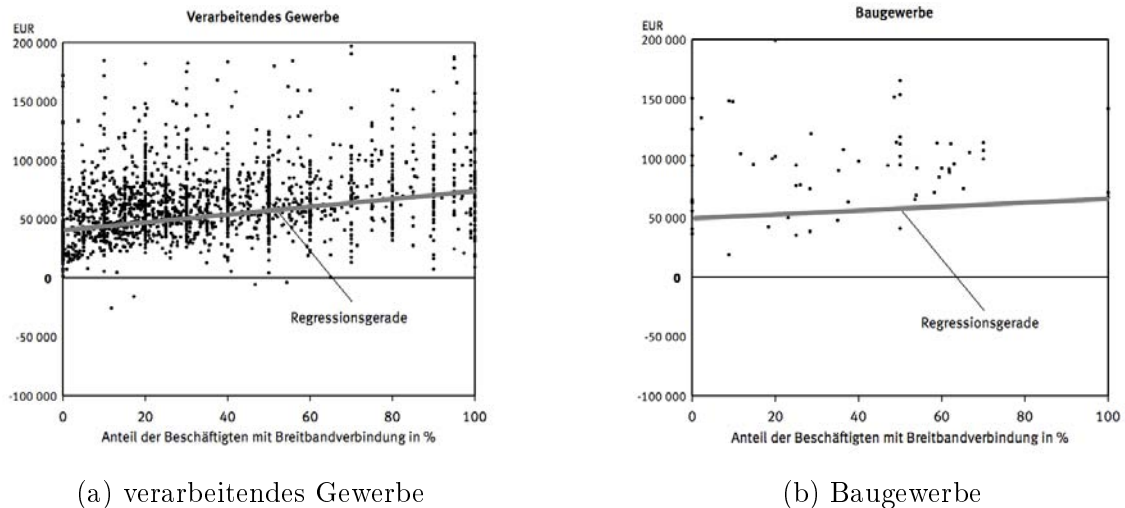 Verarbeitendes Gewerbe
EUR
200 000
150 000
100 000
50 000
0
-50 000
-100 000
Regressionsgerade
0 20 40 60 80 100
Anteil der Beschäftigten mit Breitbandverbindung in %
(a) verarbeitendes Gewerbe
Baugewerbe
EUR
200 000
150 000
100 000
50 000
0
-50 000
-100 000
Regressionsgerade
0 20 40 60 80 100
Anteil der Beschäftigten mit Breitbandverbindung in %
(b) Baugewerbe